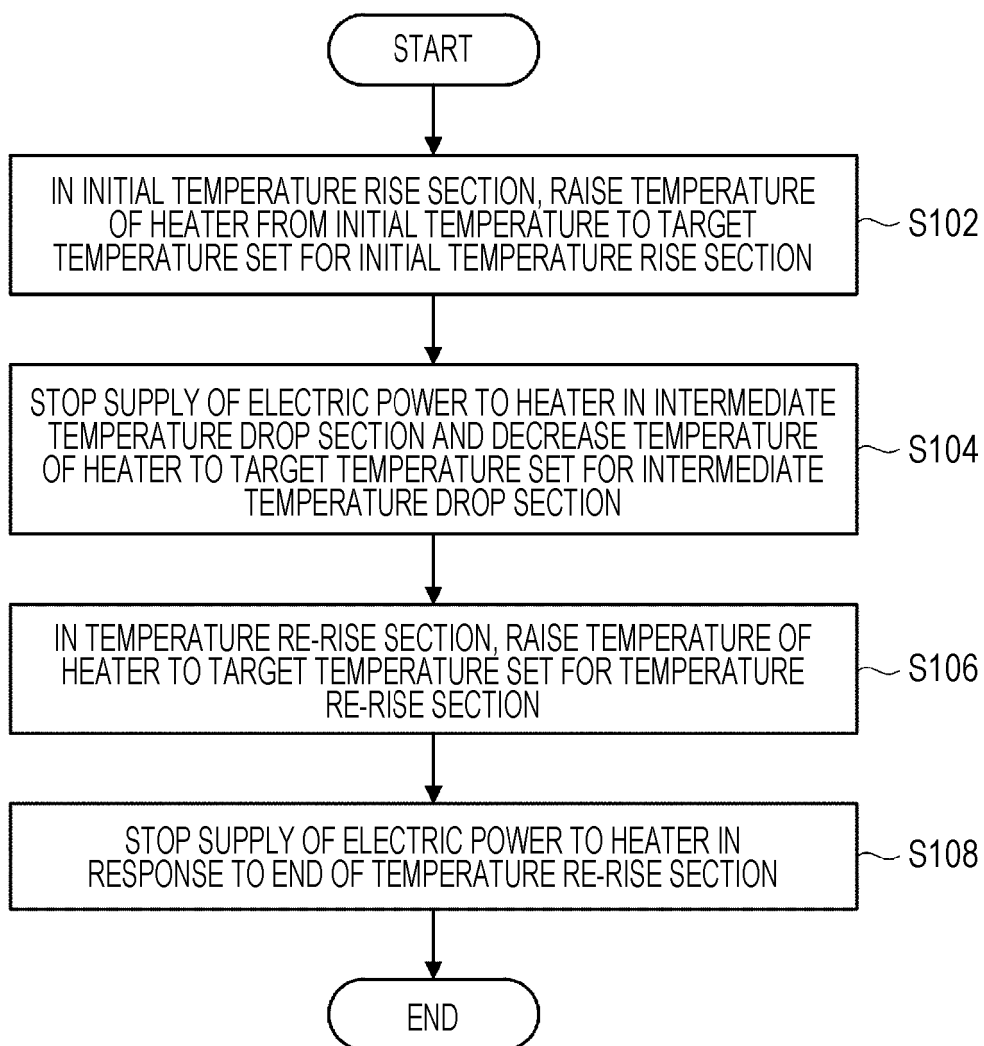 START
IN INITIAL TEMPERATURE RISE SECTION, RAISE TEMPERATURE
OF HEATER FROM INITIAL TEMPERATURE TO TARGET
TEMPERATURE SET FOR INITIAL TEMPERATURE RISE SECTION
S102
STOP SUPPLY OF ELECTRIC POWER TO HEATER IN INTERMEDIATE
TEMPERATURE DROP SECTION AND DECREASE TEMPERATURE
OF HEATER TO TARGET TEMPERATURE SET FOR INTERMEDIATE
TEMPERATURE DROP SECTION
S104
IN TEMPERATURE RE-RISE SECTION, RAISE TEMPERATURE OF
HEATER TO TARGET TEMPERATURE SET FOR TEMPERATURE
RE-RISE SECTION
S106
STOP SUPPLY OF ELECTRIC POWER TO HEATER IN
RESPONSE TO END OF TEMPERATURE RE-RISE SECTION
S108
END